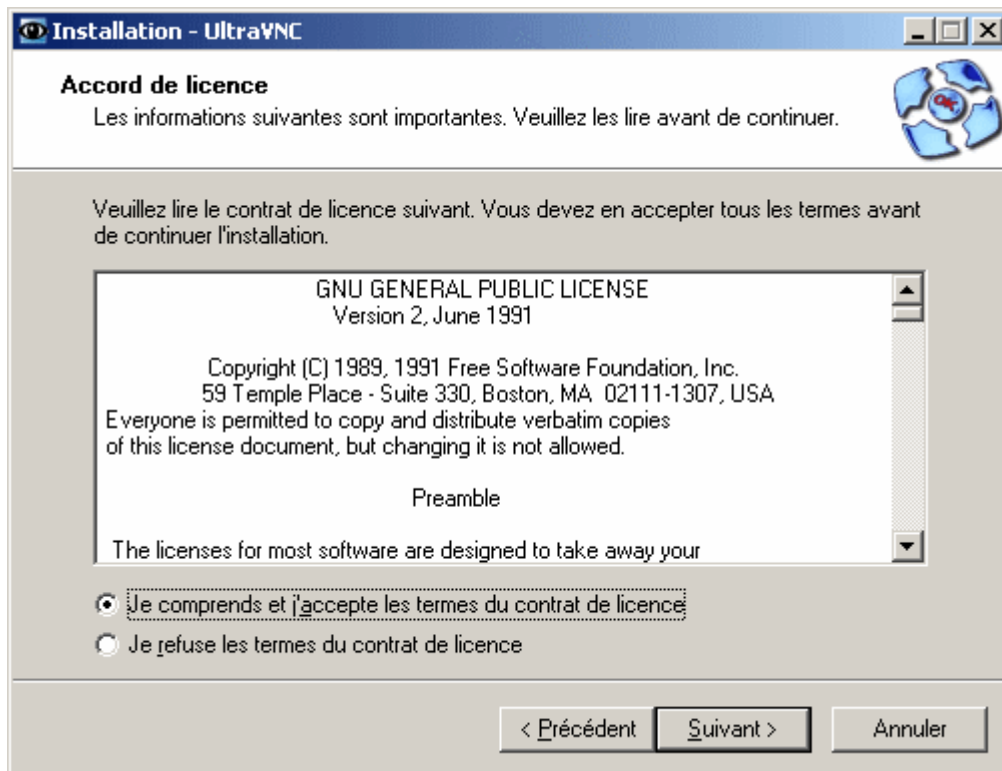 Installation - UltraVNC
Accord de licence
Les informations suivantes sont importantes. Veuillez les lire avant de continuer.
OK
Veuillez lire le contrat de licence suivant. Vous devez en accepter tous les termes avant
de continuer l'installation.
GNU GENERAL PUBLIC LICENSE
Version 2, June 1991
Copyright (C) 1989, 1991 Free Software Foundation, Inc.
59 Temple Place - Suite 330, Boston, MA  02111-1307, USA
Everyone is permitted to copy and distribute verbatim copies
of this license document, but changing it is not allowed.
Preamble
The licenses for most software are designed to take away your
Je comprends et j'accepte les termes du contrat de licence
Je refuse les termes du contrat de licence
< Précédent
Suivant >
Annuler